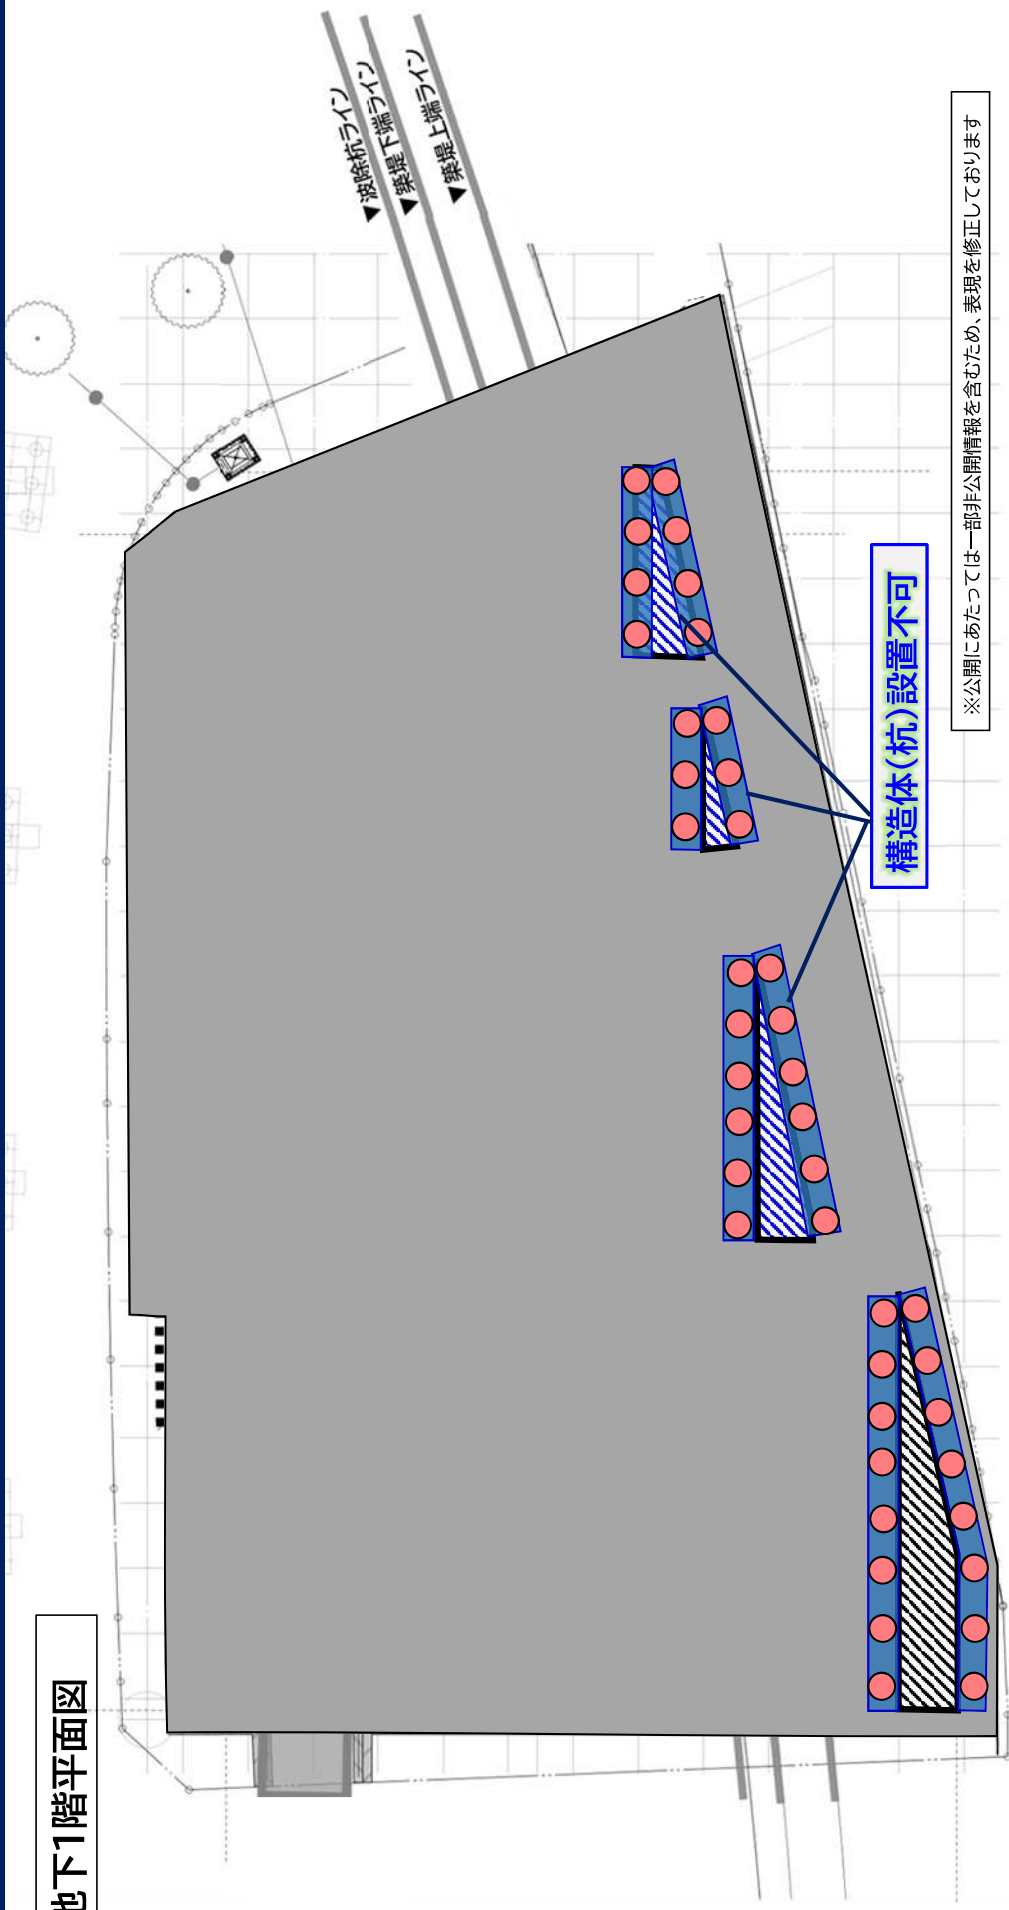 地下1階平面図
▼波除杭ライン
▼築堤下端ライン
▼築堤上端ライン
構造体(杭)設置不可
※公開にあたっては一部非公開情報を含むため、表現を修正しております